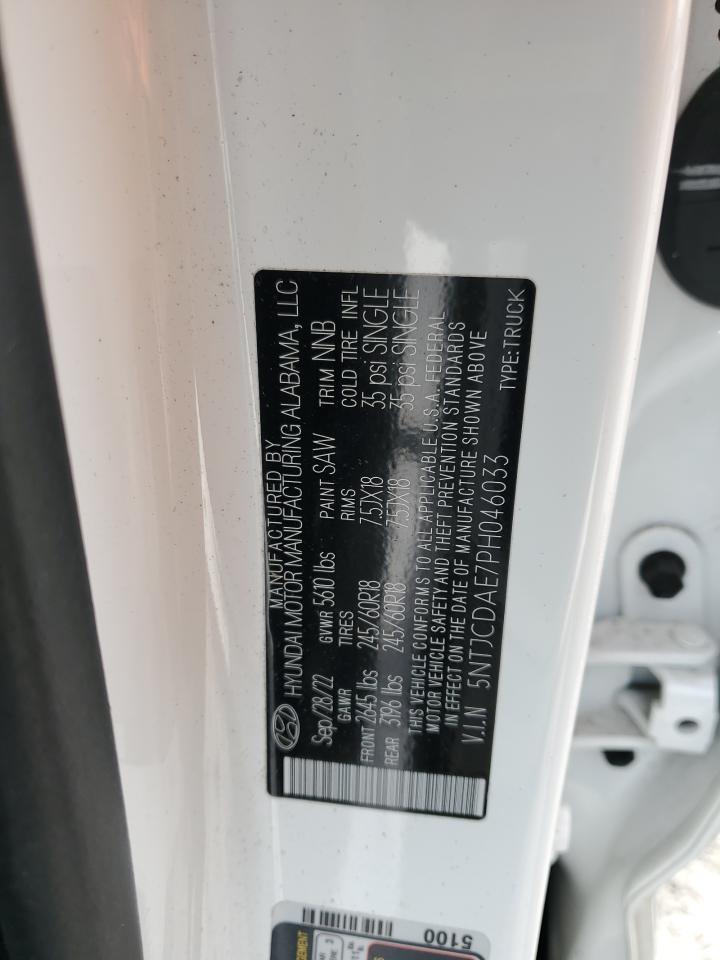 MANUFACTURED BY
HYUNDAI MOTOR MANUFACTURING ALABAMA, LLC
Sep/28/22 GVWR 5610 lbs PAINT SAW TRIM NNB
GAWR TIRES RIMS COLD TIRE INFL
FRONT 2645 lbs 245/60R18 7.5JX18 35 psi SINGLE
REAR 3196 lbs 245/60R18 7.5JX18 35 psi SINGLE
THIS VEHICLE CONFORMS TO ALL APPLICABLE U.S.A. FEDERAL
MOTOR VEHICLE SAFETY AND THEFT PREVENTION STANDARDS
IN EFFECT ON THE DATE OF MANUFACTURE SHOWN ABOVE
V.I.N 5NTJCDAE7PH046033 TYPE:TRUCK
5100